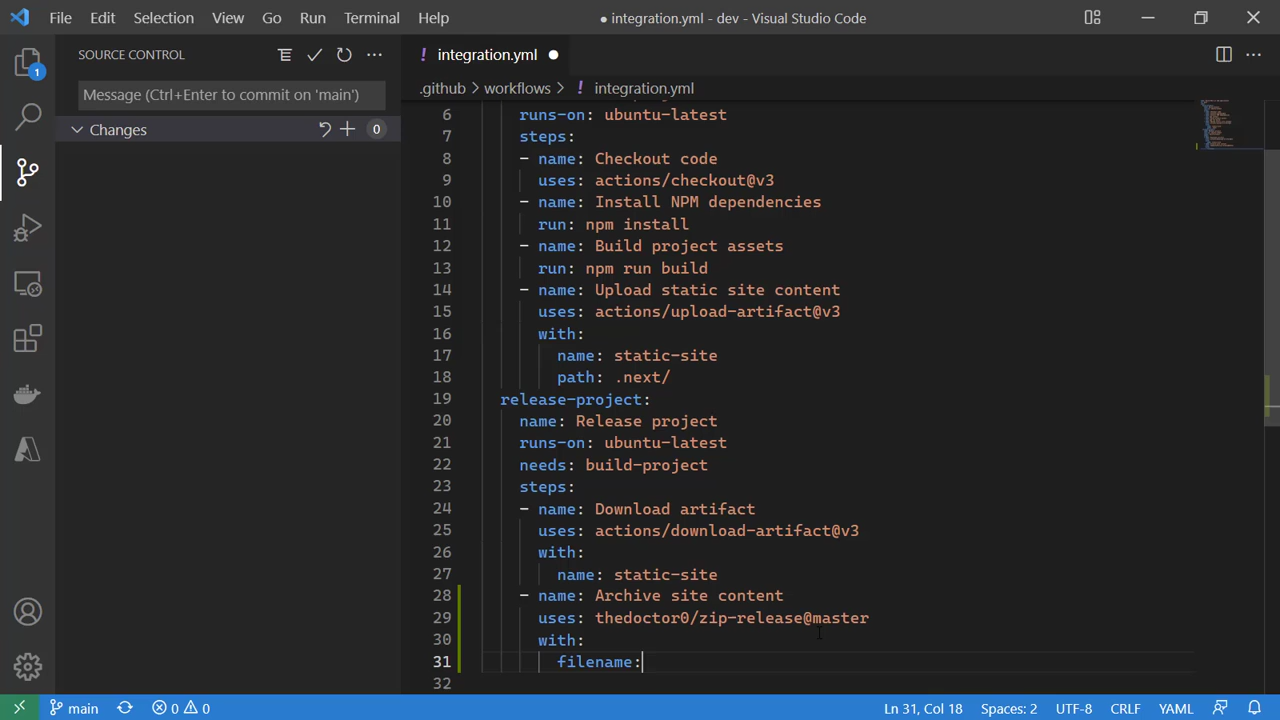 File Edit Selection View Go Run Terminal Help
● integration.yml - dev - Visual Studio Code
SOURCE CONTROL
! integration.yml ●
1
Message (Ctrl+Enter to commit on 'main')
.github > workflows > ! integration.yml
Changes 0
6 runs-on: ubuntu-latest
7 steps:
8 - name: Checkout code
9 uses: actions/checkout@v3
10 - name: Install NPM dependencies
11 run: npm install
12 - name: Build project assets
13 run: npm run build
14 - name: Upload static site content
15 uses: actions/upload-artifact@v3
16 with:
17 name: static-site
18 path: .next/
19 release-project:
20 name: Release project
21 runs-on: ubuntu-latest
22 needs: build-project
23 steps:
24 - name: Download artifact
25 uses: actions/download-artifact@v3
26 with:
27 name: static-site
28 - name: Archive site content
29 uses: thedoctor0/zip-release@master
30 with:
31 filename:
32
main 0 0 Ln 31, Col 18 Spaces: 2 UTF-8 CRLF YAML